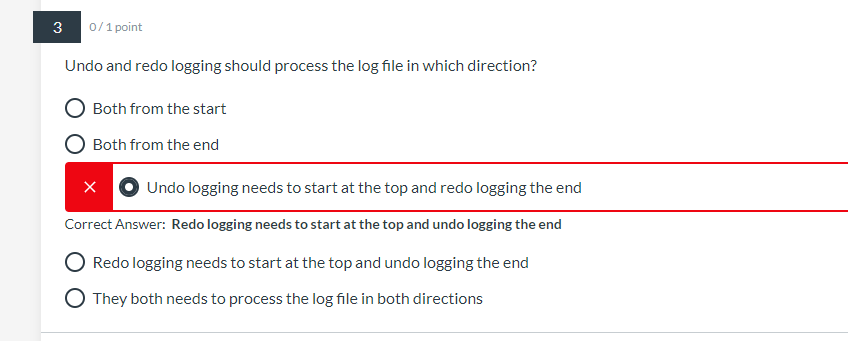 3 0 / 1 point
Undo and redo logging should process the log file in which direction?
Both from the start
Both from the end
Undo logging needs to start at the top and redo logging the end
Correct Answer: Redo logging needs to start at the top and undo logging the end
Redo logging needs to start at the top and undo logging the end
They both needs to process the log file in both directions